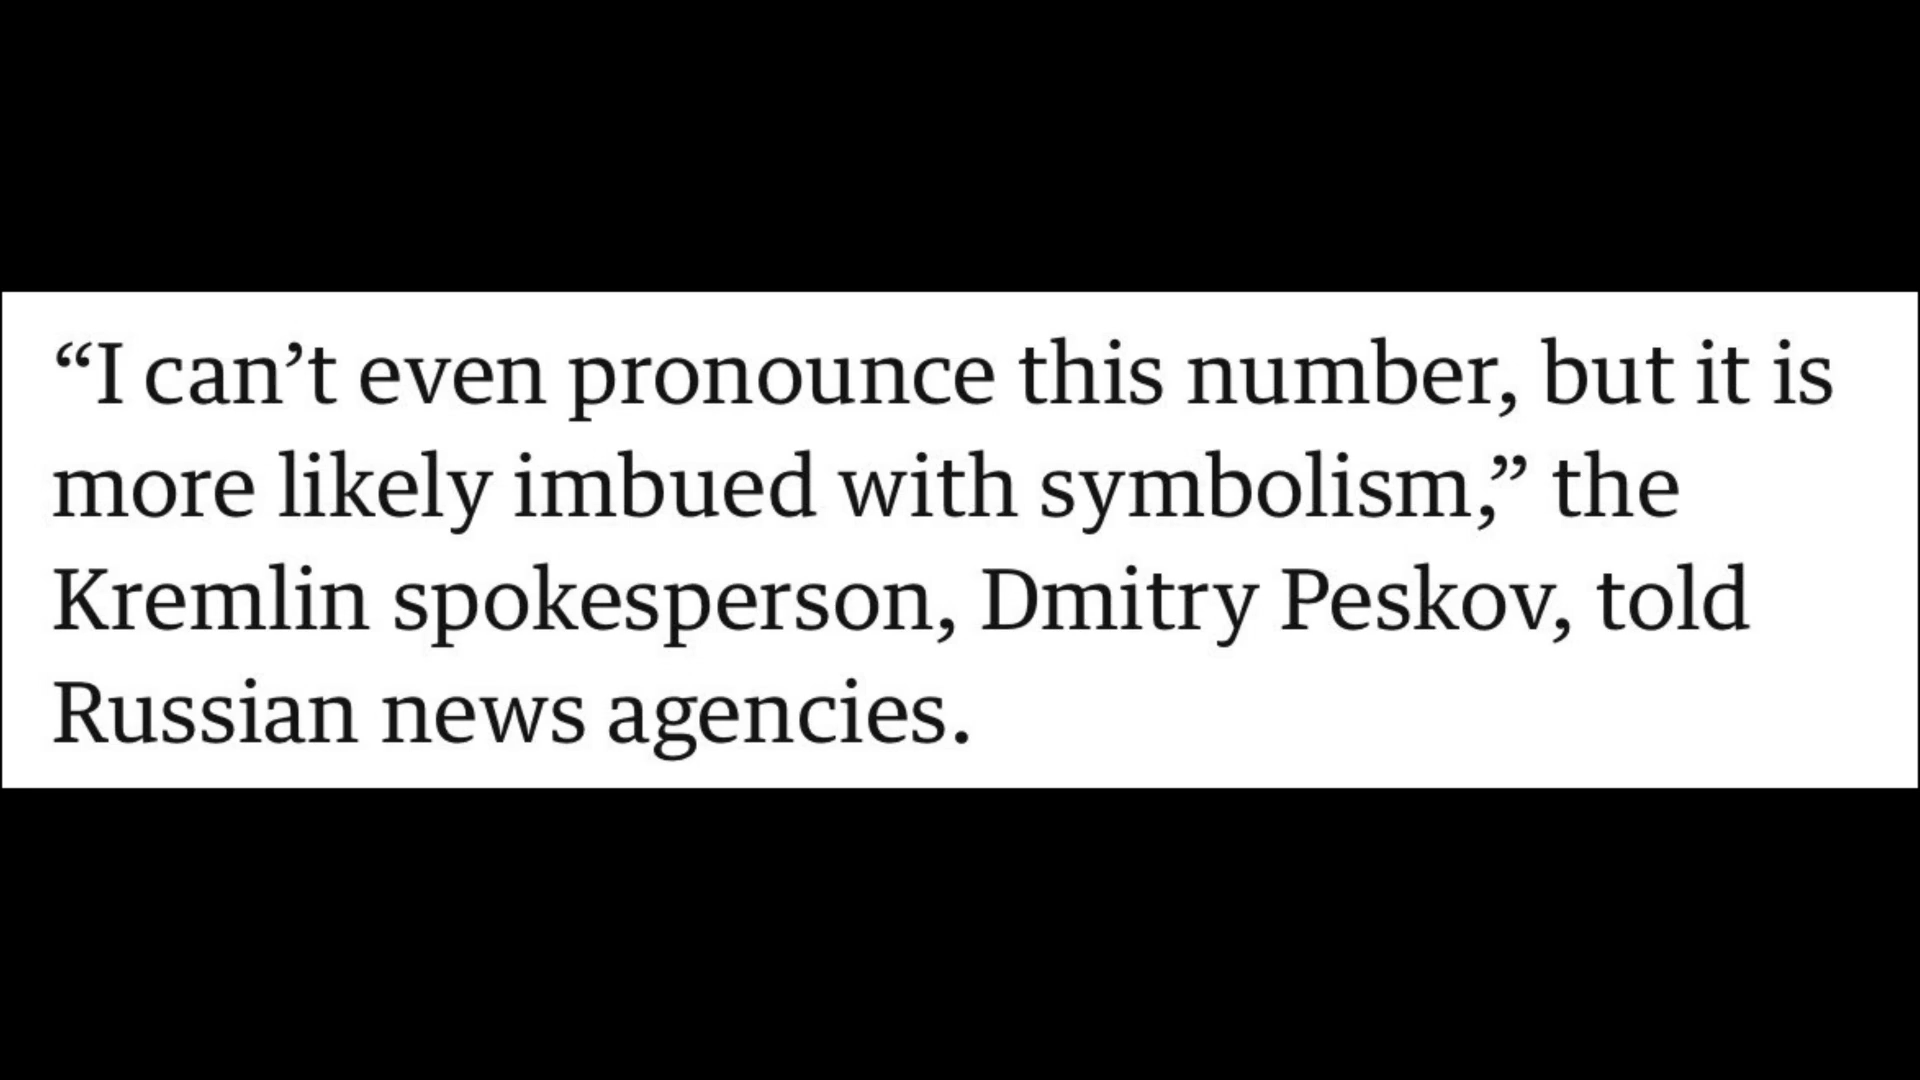 “I can’t even pronounce this number, but it is
more likely imbued with symbolism,” the
Kremlin spokesperson, Dmitry Peskov, told
Russian news agencies.